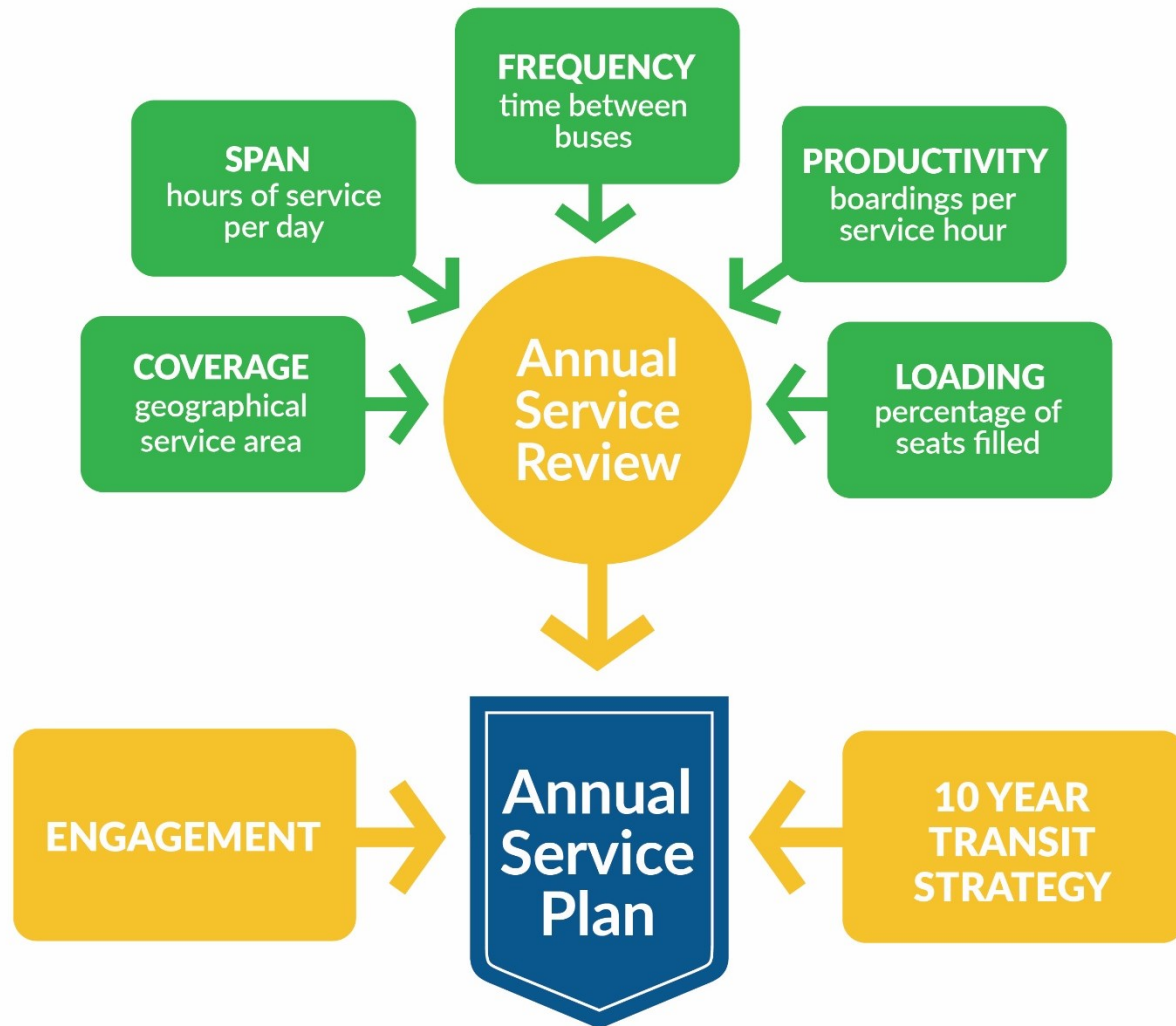 FREQUENCY
time between
buses
SPAN
hours of service
per day
PRODUCTIVITY
boardings per
service hour
COVERAGE
geographical
service area
Annual
Service
Review
LOADING
percentage of
seats filled
ENGAGEMENT
Annual
Service
Plan
10 YEAR
TRANSIT
STRATEGY